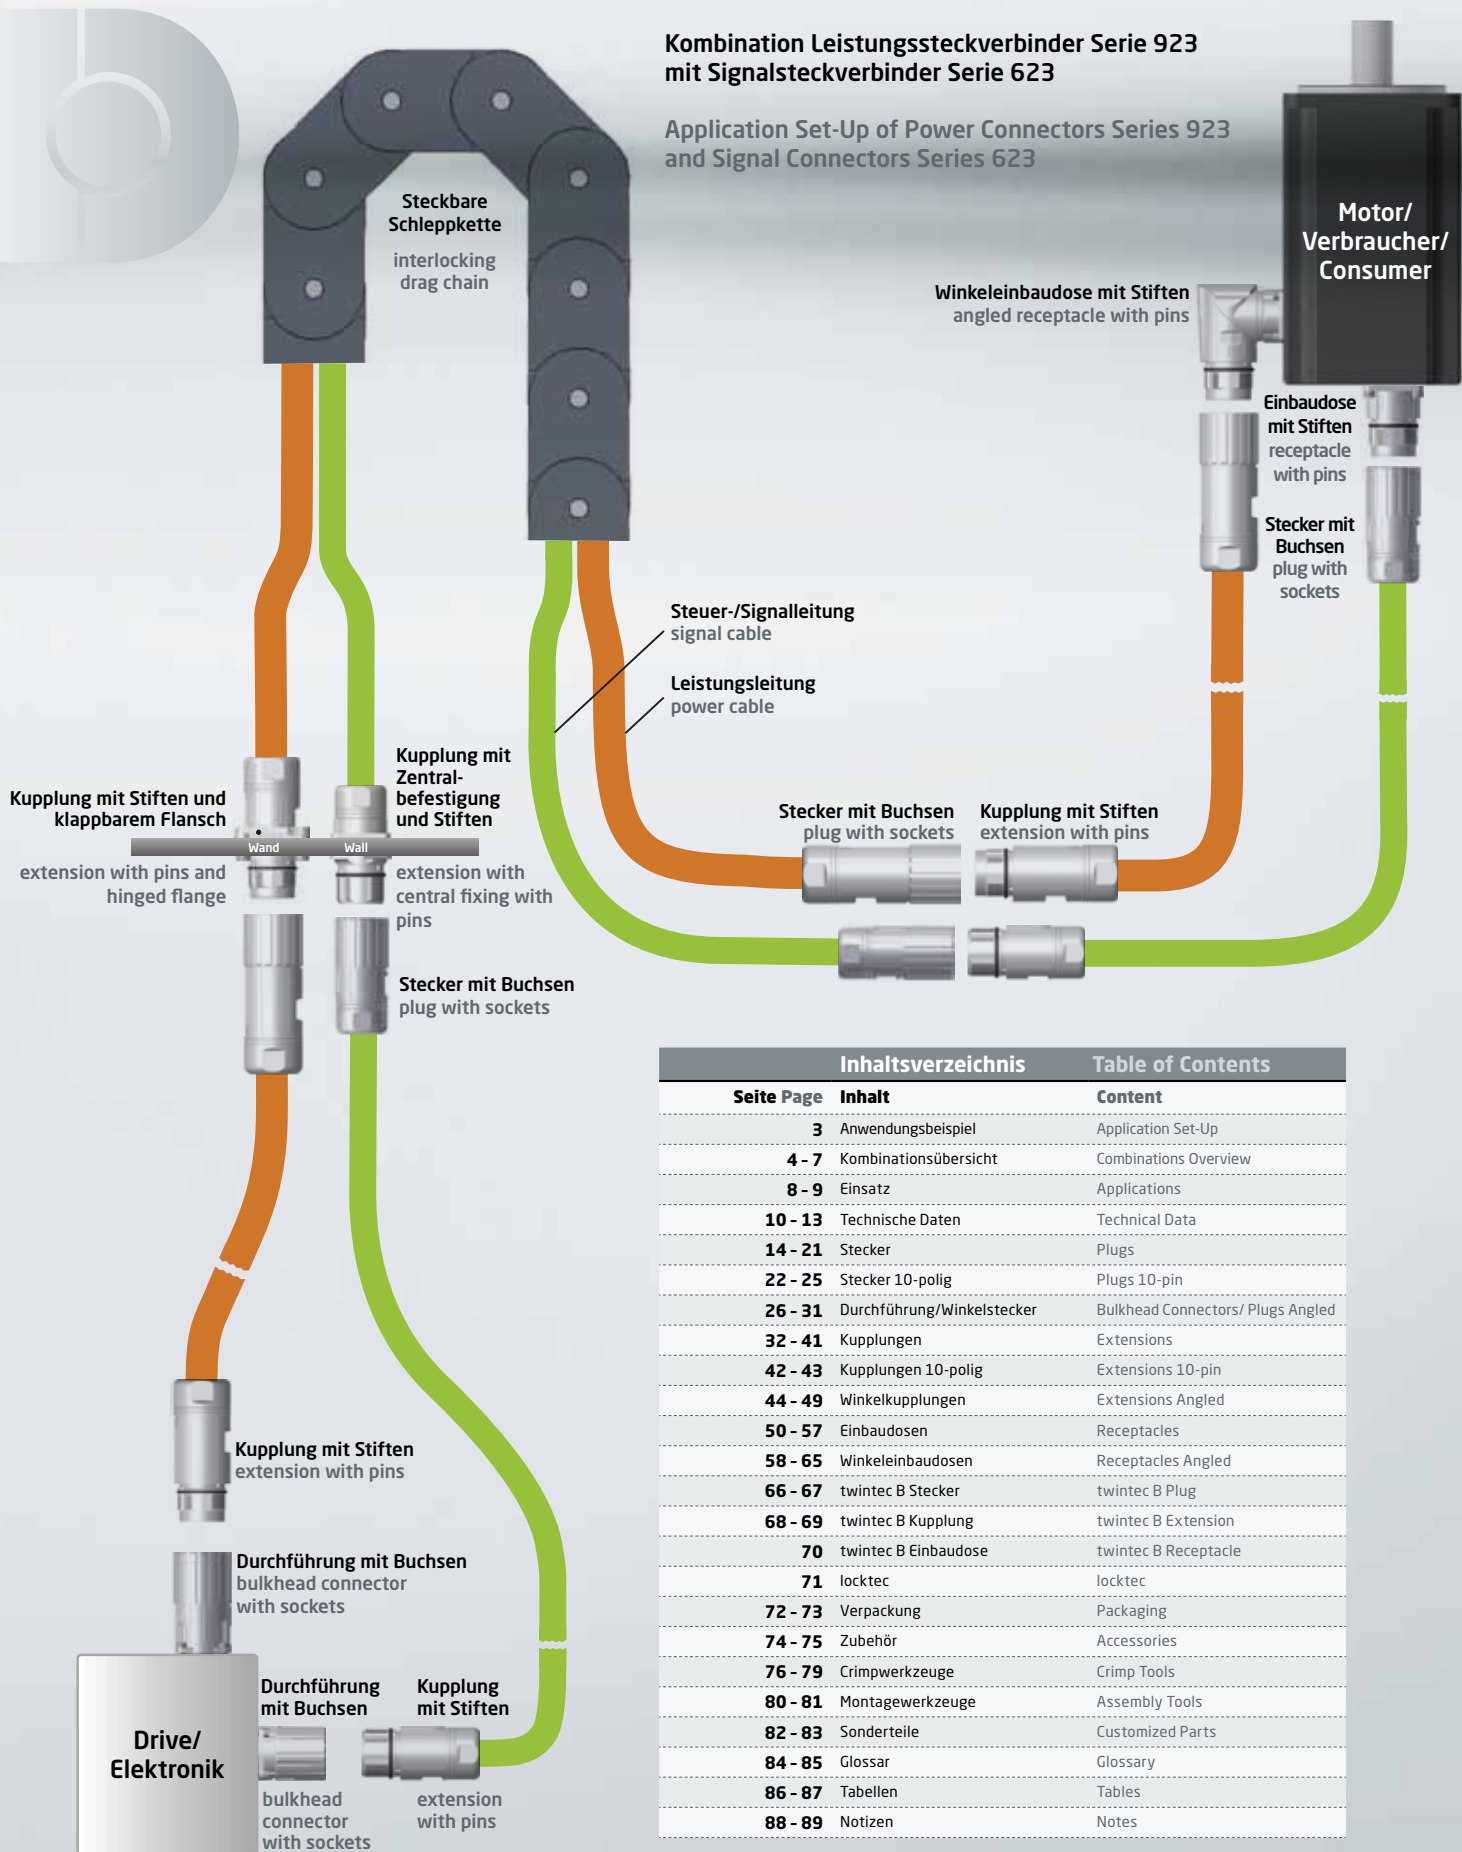 Kombination Leistungssteckverbinder Serie 923
mit Signalsteckverbinder Serie 623
Application Set-Up of Power Connectors Series 923
and Signal Connectors Series 623
Motor/
Verbraucher/
Consumer
Steckbare
Schleppkette
interlocking
drag chain
Winkeleinbaudose mit Stiften
angled receptacle with pins
Einbaudose
mit Stiften
receptacle
with pins
Stecker mit
Buchsen
plug with
sockets
Steuer-/Signalleitung
signal cable
Leistungsleitung
power cable
Kupplung mit Stiften und
klappbarem Flansch
Wand
extension with pins and
hinged flange
Kupplung mit
Zentral-
befestigung
und Stiften
Wall
extension with
central fixing with
pins
Stecker mit Buchsen
plug with sockets
Kupplung mit Stiften
extension with pins
Stecker mit Buchsen
plug with sockets
Kupplung mit Stiften
extension with pins
Durchführung mit Buchsen
bulkhead connector
with sockets
Drive/
Elektronik
Durchführung
mit Buchsen
bulkhead
connector
with sockets
Kupplung
mit Stiften
extension
with pins
Inhaltsverzeichnis Table of Contents
Seite Page Inhalt Content
3 Anwendungsbeispiel Application Set-Up
4 – 7 Kombinationsübersicht Combinations Overview
8 – 9 Einsatz Applications
10 – 13 Technische Daten Technical Data
14 – 21 Stecker Plugs
22 – 25 Stecker 10-polig Plugs 10-pin
26 – 31 Durchführung/Winkelstecker Bulkhead Connectors/ Plugs Angled
32 – 41 Kupplungen Extensions
42 – 43 Kupplungen 10-polig Extensions 10-pin
44 – 49 Winkelkupplungen Extensions Angled
50 – 57 Einbaudosen Receptacles
58 – 65 Winkeleinbaudosen Receptacles Angled
66 – 67 twintec B Stecker twintec B Plug
68 – 69 twintec B Kupplung twintec B Extension
70 twintec B Einbaudose twintec B Receptacle
71 locktec locktec
72 – 73 Verpackung Packaging
74 – 75 Zubehör Accessories
76 – 79 Crimpwerkzeuge Crimp Tools
80 – 81 Montagewerkzeuge Assembly Tools
82 – 83 Sonderteile Customized Parts
84 – 85 Glossar Glossary
86 – 87 Tabellen Tables
88 – 89 Notizen Notes